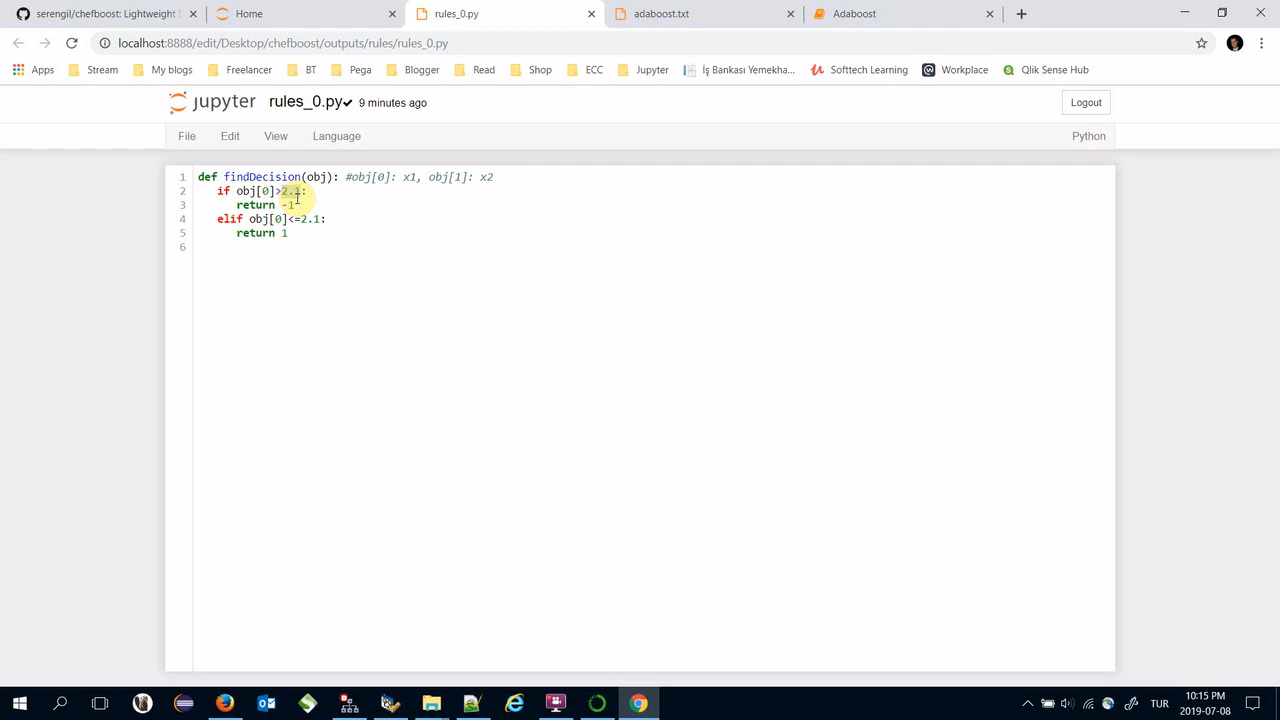 serengil/chefboost: Lightweight
Home
rules_0.py
adaboost.txt
Adaboost
localhost:8888/edit/Desktop/chefboost/outputs/rules/rules_0.py
Apps Stream My blogs Freelancer BT Pega Blogger Read Shop ECC Jupyter İş Bankası Yemekha... Softtech Learning Workplace Qlik Sense Hub
jupyter rules_0.py 9 minutes ago Logout
File Edit View Language Python
1 def findDecision(obj): #obj[0]: x1, obj[1]: x2
2 if obj[0]>2.1:
3 return -1
4 elif obj[0]<=2.1:
5 return 1
6
TUR
10:15 PM
2019-07-08